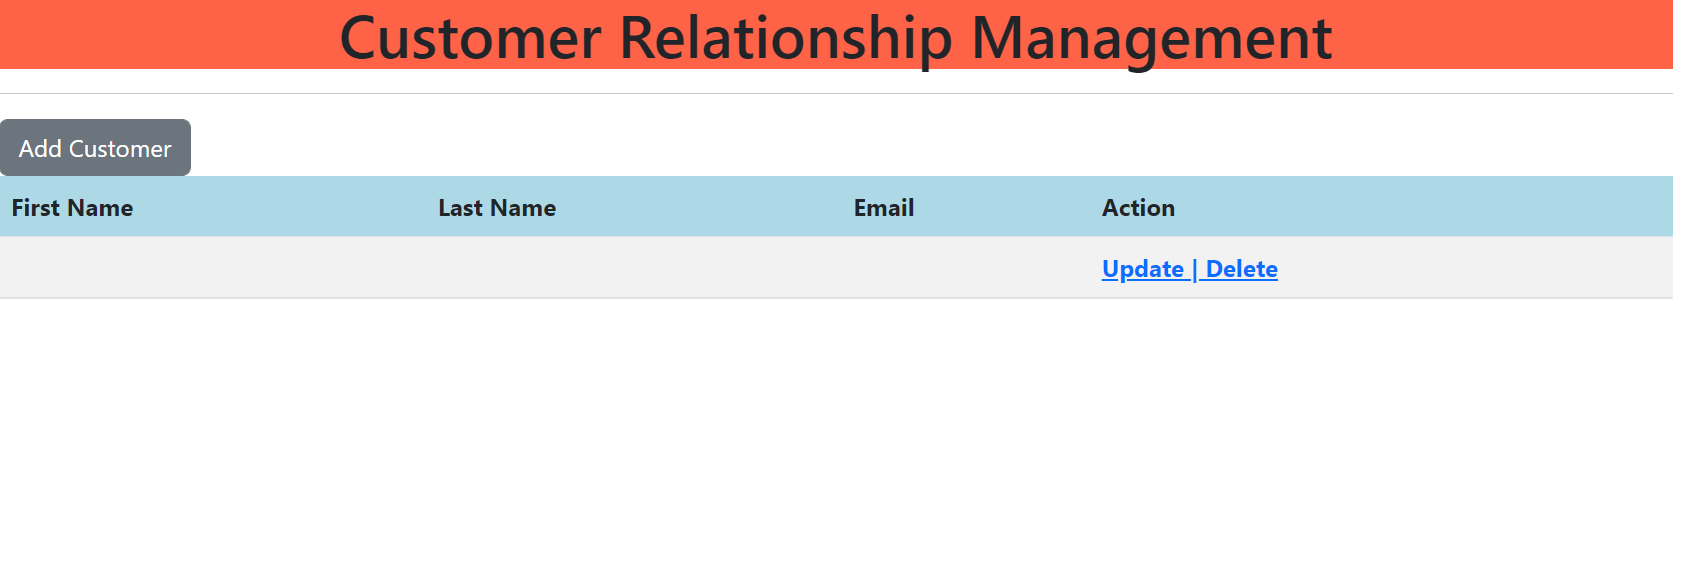 Customer Relationship Management
Add Customer
First Name Last Name Email Action
Update | Delete